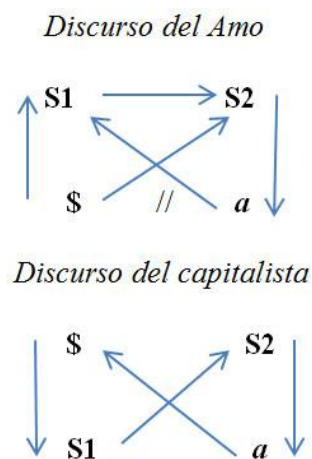 Discurso del Amo
S1 S2
$ // a
Discurso del capitalista
$ S2
S1 a